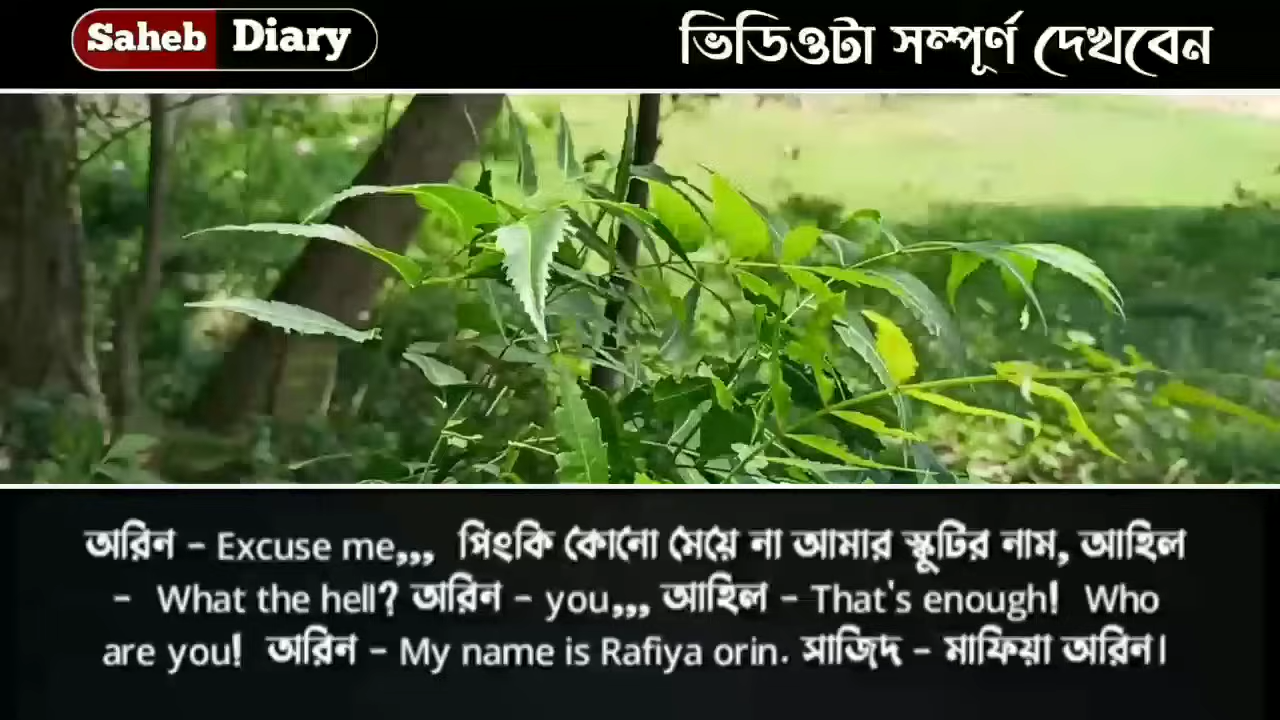 Saheb Diary
ভিডিওটা সম্পূর্ণ দেখবেন
অরিন – Excuse me,,, পিংকি কোনো মেয়ে না আমার স্কুটির নাম, আহিল
– What the hell? অরিন – you,,, আহিল – That's enough! Who
are you! অরিন – My name is Rafiya orin. সাজিদ – মাফিয়া অরিন।